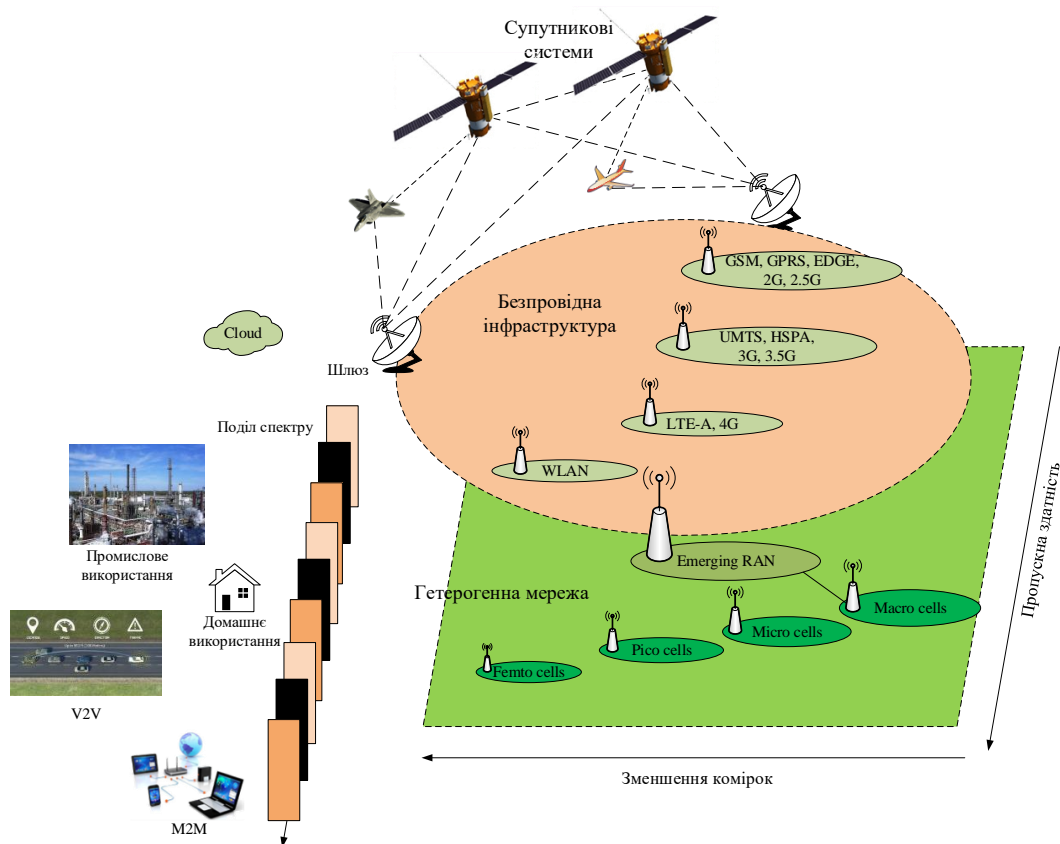 Супутникові
системи
GSM, GPRS, EDGE,
2G, 2.5G
Безпровідна
інфраструктура
Cloud
UMTS, HSPA,
3G, 3.5G
Шлюз
Поділ спектру
LTE-A, 4G
WLAN
Промислове
використання
Emerging RAN
Пропускна здатність
Гетерогенна мережа
Macro cells
Домашнє
використання
Micro cells
Pico cells
Femto cells
V2V
Зменшення комірок
M2M